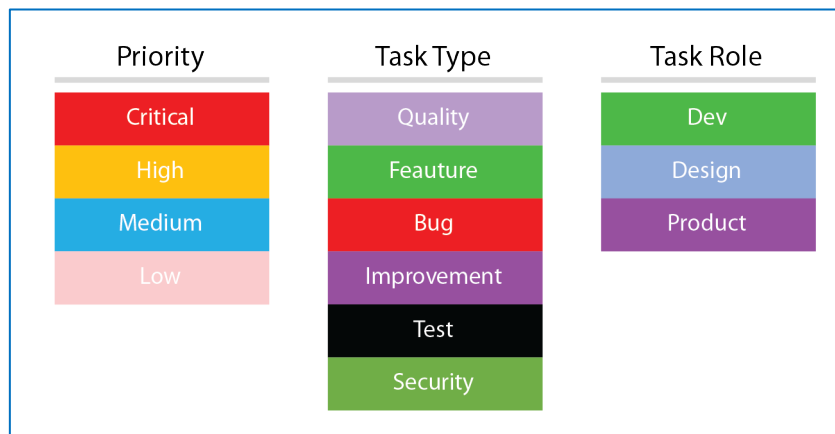 Priority
Critical
High
Medium
Low
Task Type
Quality
Feauture
Bug
Improvement
Test
Security
Task Role
Dev
Design
Product